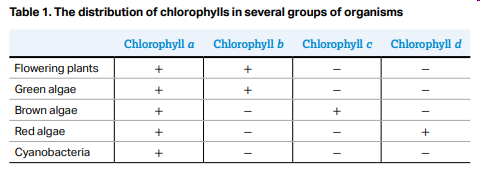 Table 1. The distribution of chlorophylls in several groups of organisms
Chlorophyll a Chlorophyll b Chlorophyll c Chlorophyll d
Flowering plants + + – –
Green algae + + – –
Brown algae + – + –
Red algae + – – +
Cyanobacteria + – – –